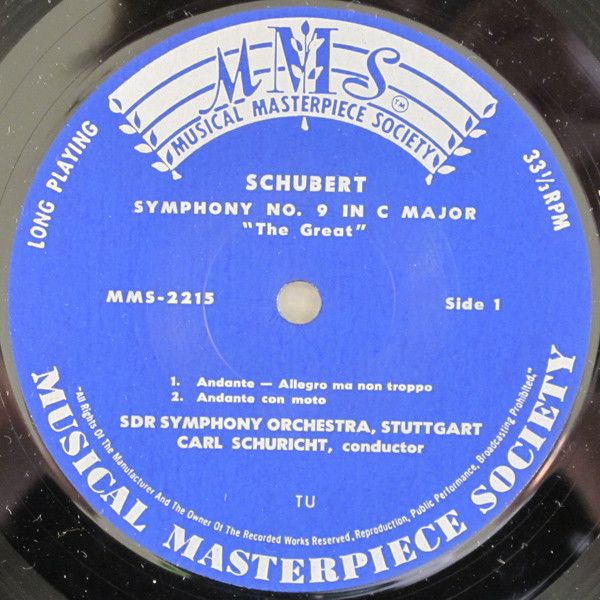 MMS TM
MUSICAL MASTERPIECE SOCIETY
LONG PLAYING
33⅓ RPM
SCHUBERT
SYMPHONY NO. 9 IN C MAJOR
"The Great"
MMS-2215
Side 1
1. Andante — Allegro ma non troppo
2. Andante con moto
SDR SYMPHONY ORCHESTRA, STUTTGART
CARL SCHURICHT, conductor
TU
"All Rights Of The Manufacturer And The Owner Of The Recorded Works Reserved, Reproduction, Public Performance, Broadcasting Prohibited."
MUSICAL MASTERPIECE SOCIETY